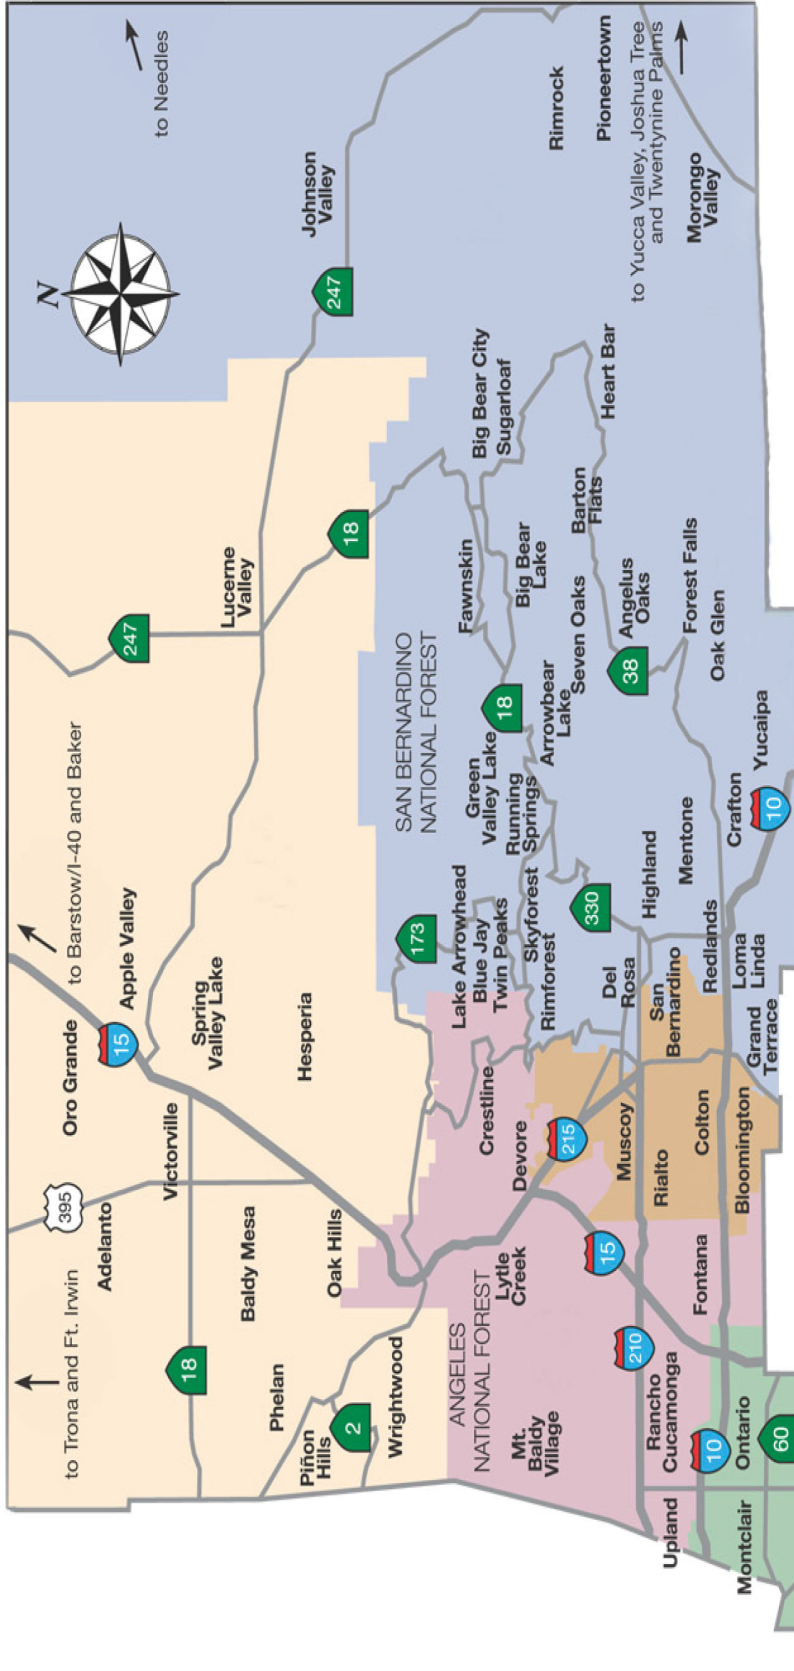 to Trona and Ft. Irwin
395
Adelanto
Oro Grande
15
Apple Valley
to Barstow/I-40 and Baker
247
N
to Needles
18
Victorville
Spring
Valley Lake
Lucerne
Valley
Baldy Mesa
Phelan
Hesperia
Oak Hills
Piñon
Hills
2
Wrightwood
18
247
Johnson
Valley
173
SAN BERNARDINO
NATIONAL FOREST
ANGELES
NATIONAL FOREST
Lake Arrowhead
Blue Jay
Twin Peaks
Crestline
Green
Valley Lake
Running
Springs
18
Fawnskin
Big Bear City
Sugarloaf
Big Bear
Lake
Mt.
Baldy
Village
Lytle
Creek
Devore
215
Rimforest
Skyforest
Arrowbear
Lake
Seven Oaks
Barton
Flats
Heart Bar
Rimrock
Pioneertown
to Yucca Valley, Joshua Tree
and Twentynine Palms
Morongo
Valley
15
330
38
Angelus
Oaks
210
Muscoy
Del
Rosa
Highland
Mentone
Forest Falls
Oak Glen
Rancho
Cucamonga
Upland
Rialto
San
Bernardino
Redlands
Fontana
Colton
Loma
Linda
Crafton
Yucaipa
10
10
Ontario
Montclair
Bloomington
Grand
Terrace
60